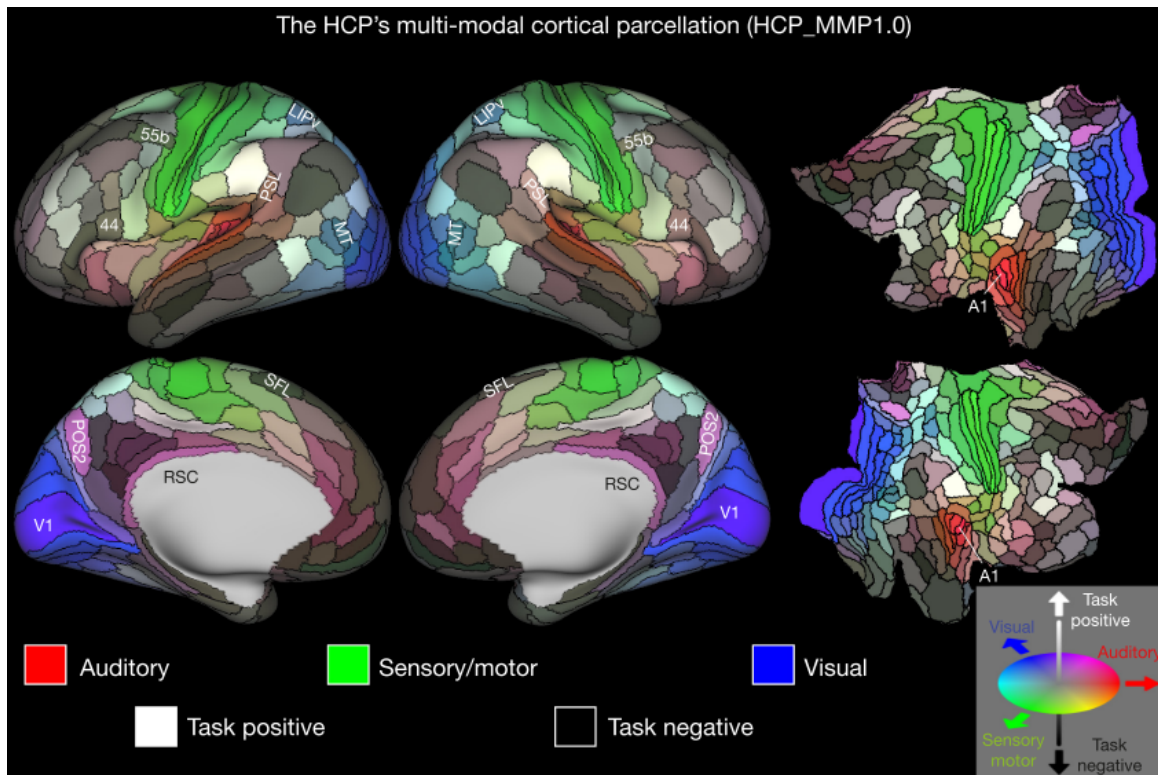 The HCP's multi-modal cortical parcellation (HCP_MMP1.0)
55b
LIPv
PSL
44
MT
LIPv
55b
PSL
44
MT
A1
SFL
POS2
RSC
V1
SFL
POS2
RSC
V1
A1
Auditory
Sensory/motor
Visual
Task positive
Task negative
Task
positive
Visual
Auditory
Sensory
motor
Task
negative